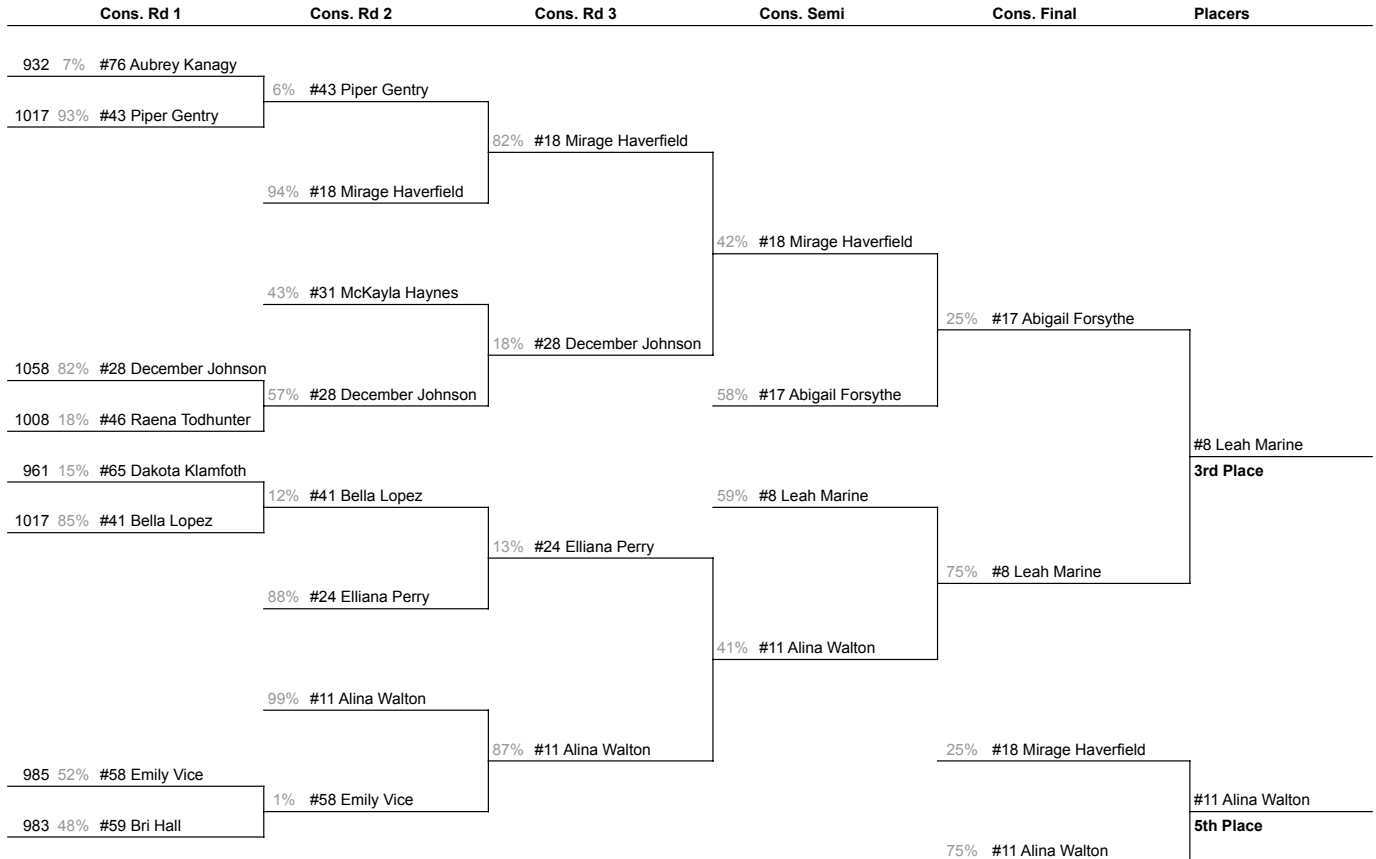 Cons. Rd 1 Cons. Rd 2 Cons. Rd 3 Cons. Semi Cons. Final Placers
932 7% #76 Aubrey Kanagy
6% #43 Piper Gentry
1017 93% #43 Piper Gentry
82% #18 Mirage Haverfield
94% #18 Mirage Haverfield
42% #18 Mirage Haverfield
43% #31 McKayla Haynes
25% #17 Abigail Forsythe
18% #28 December Johnson
1058 82% #28 December Johnson
57% #28 December Johnson
58% #17 Abigail Forsythe
1008 18% #46 Raena Todhunter
#8 Leah Marine
961 15% #65 Dakota Klamfoth
3rd Place
12% #41 Bella Lopez
59% #8 Leah Marine
1017 85% #41 Bella Lopez
13% #24 Elliana Perry
75% #8 Leah Marine
88% #24 Elliana Perry
41% #11 Alina Walton
99% #11 Alina Walton
87% #11 Alina Walton
25% #18 Mirage Haverfield
985 52% #58 Emily Vice
1% #58 Emily Vice
#11 Alina Walton
983 48% #59 Bri Hall
5th Place
75% #11 Alina Walton